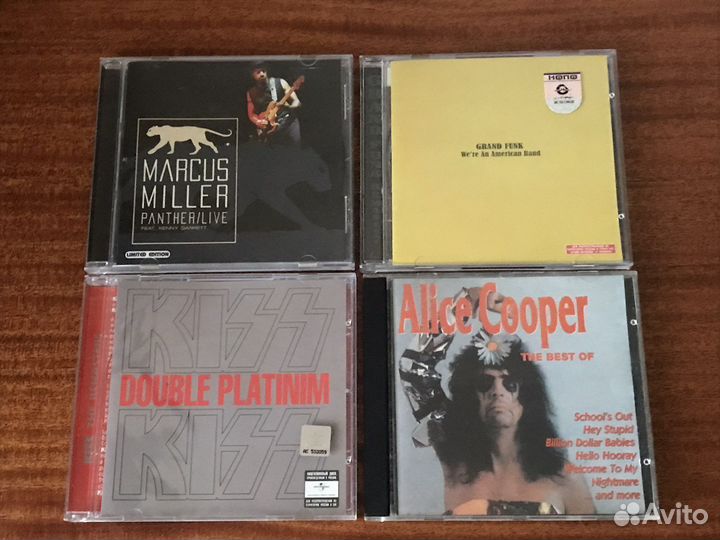 MARCUS
MILLER
PANTHER/LIVE
FEAT. KENNY GARRETT
LIMITED EDITION
GRAND FUNK
We're An American Band
KISS
DOUBLE PLATINIM
KISS
АС 533059
Alice Cooper
THE BEST OF
School's Out
Hey Stupid
Billion Dollar Babies
Hello Hooray
Welcome To My
Nightmare
and more
Avito